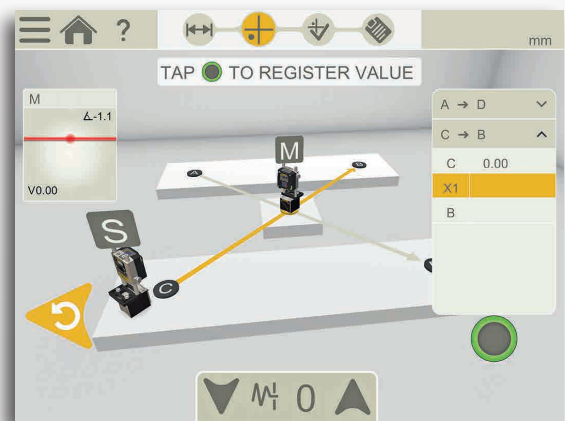 ?
mm
TAP TO REGISTER VALUE
M
∡-1.1
V0.00
A → D
C → B
C 0.00
X1
B
M
A
B
S
C
0